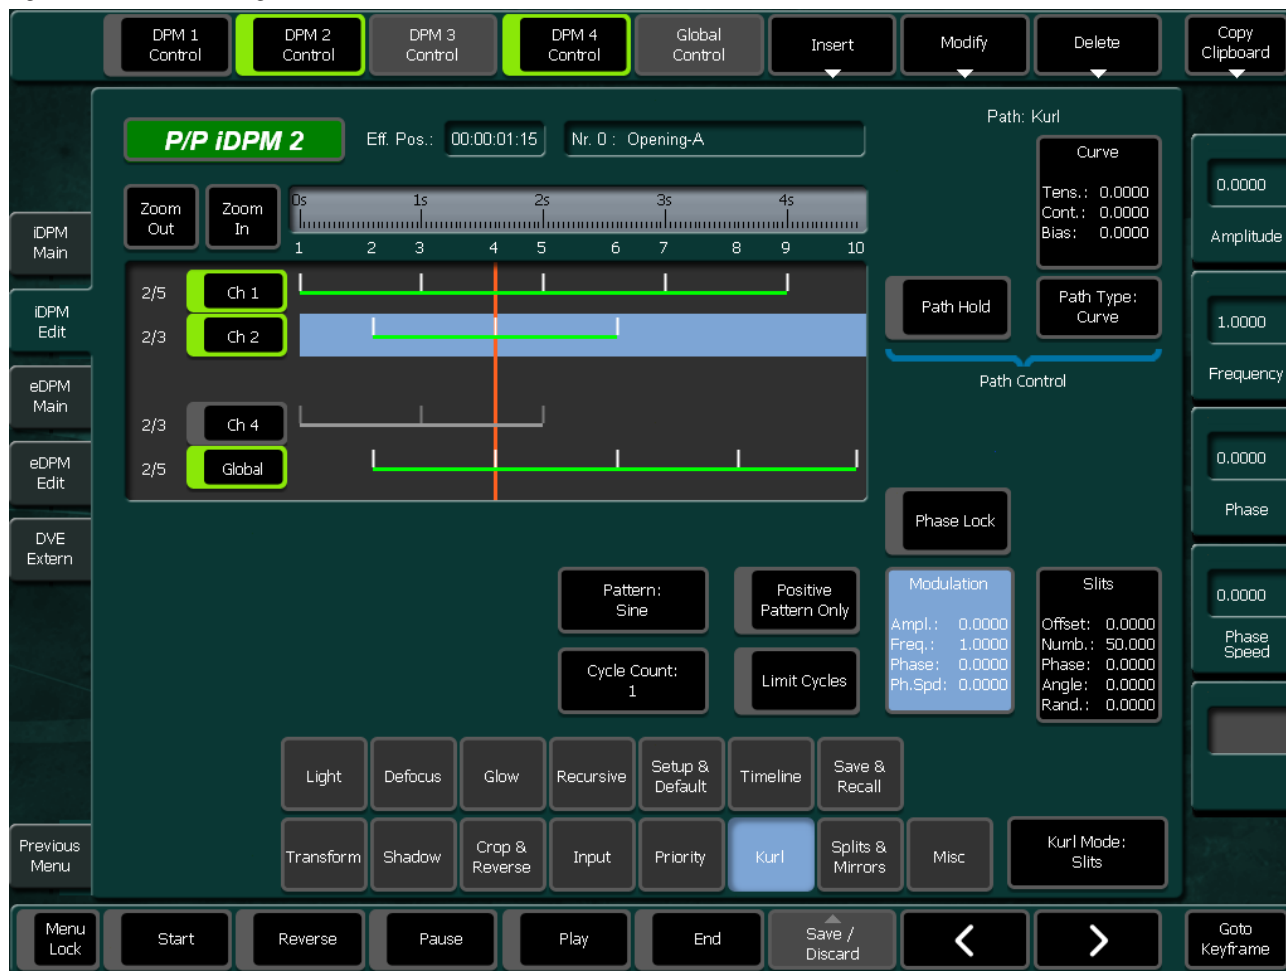 DPM 1 Control
DPM 2 Control
DPM 3 Control
DPM 4 Control
Global Control
Insert
Modify
Delete
Copy Clipboard
P/P iDPM 2
Eff. Pos.: 00:00:01:15
Nr. 0 : Opening-A
Path: Kurl
Curve
Tens.: 0.0000
Cont.: 0.0000
Bias: 0.0000
0.0000
Amplitude
Zoom Out
Zoom In
0s 1s 2s 3s 4s
1 2 3 4 5 6 7 8 9 10
iDPM Main
iDPM Edit
eDPM Main
eDPM Edit
DVE Extern
2/5 Ch 1
2/3 Ch 2
2/3 Ch 4
2/5 Global
Path Hold
Path Type: Curve
Path Control
1.0000
Frequency
0.0000
Phase
Phase Lock
Pattern: Sine
Positive Pattern Only
Cycle Count: 1
Limit Cycles
Modulation
Ampl.: 0.0000
Freq.: 1.0000
Phase: 0.0000
Ph.Spd: 0.0000
Slits
Offset: 0.0000
Numb.: 50.000
Phase: 0.0000
Angle: 0.0000
Rand.: 0.0000
0.0000
Phase Speed
Light
Defocus
Glow
Recursive
Setup & Default
Timeline
Save & Recall
Previous Menu
Transform
Shadow
Crop & Reverse
Input
Priority
Kurl
Splits & Mirrors
Misc
Kurl Mode: Slits
Menu Lock
Start
Reverse
Pause
Play
End
Save / Discard
<
>
Goto Keyframe